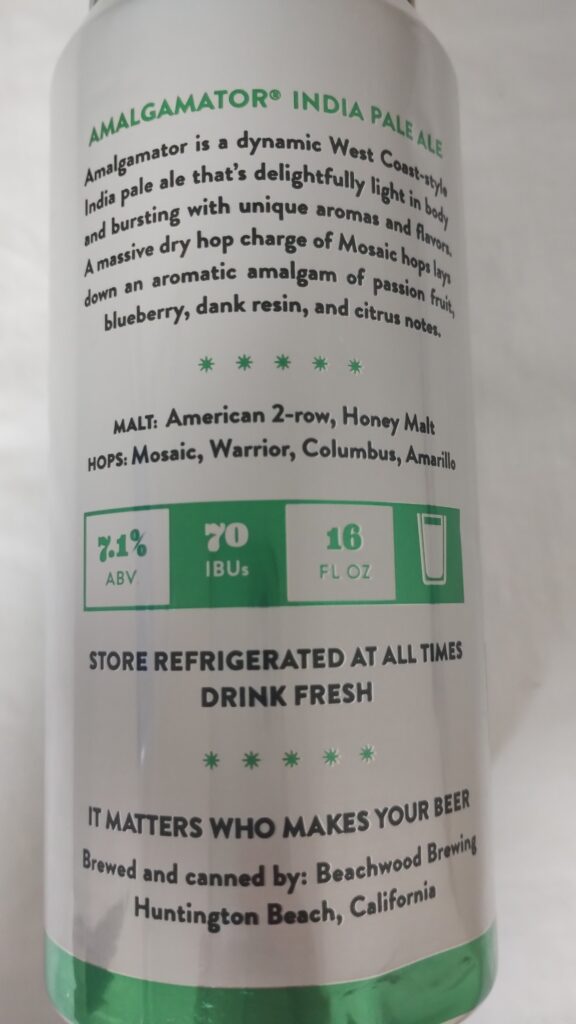 AMALGAMATOR® INDIA PALE ALE
Amalgamator is a dynamic West Coast-style
India pale ale that's delightfully light in body
and bursting with unique aromas and flavors.
A massive dry hop charge of Mosaic hops lays
down an aromatic amalgam of passion fruit,
blueberry, dank resin, and citrus notes.
MALT: American 2-row, Honey Malt
HOPS: Mosaic, Warrior, Columbus, Amarillo
7.1% 70 16
ABV IBUs FL OZ
STORE REFRIGERATED AT ALL TIMES
DRINK FRESH
IT MATTERS WHO MAKES YOUR BEER
Brewed and canned by: Beachwood Brewing
Huntington Beach, California